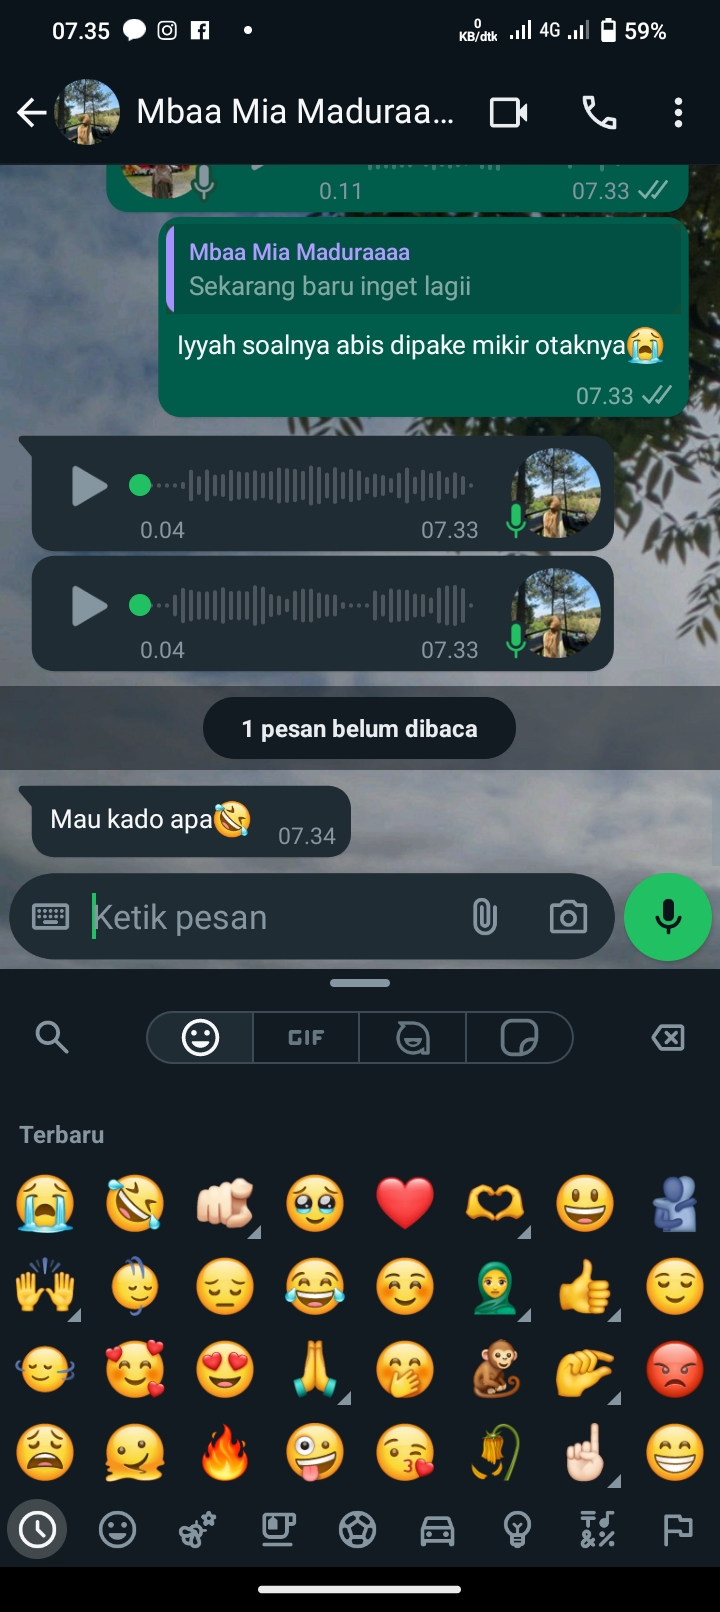 07.35
0
KB/dtk
4G
59%
Mbaa Mia Maduraa...
0.11
07.33
Mbaa Mia Maduraaaa
Sekarang baru inget lagii
Iyyah soalnya abis dipake mikir otaknya😭
07.33
0.04
07.33
0.04
07.33
1 pesan belum dibaca
Mau kado apa🤣
07.34
Ketik pesan
GIF
Terbaru